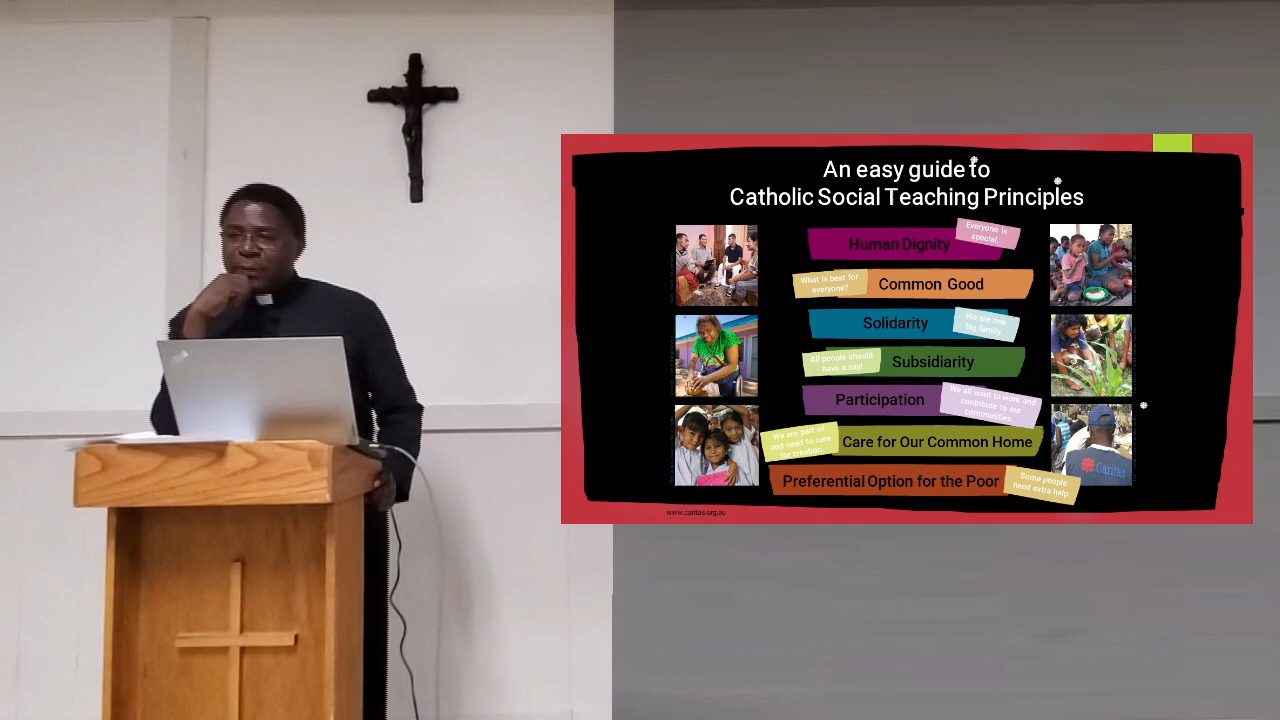 An easy guide to
Catholic Social Teaching Principles
Human Dignity
Everyone is
special.
What is best for
everyone?
Common Good
Solidarity
We are one
big family.
All people should
have a say!
Subsidiarity
Participation
We all want to work and
contribute to our
communities.
We are part of
and need to care
for creation.
Care for Our Common Home
Preferential Option for the Poor
Some people
need extra help.
Caritas
www.caritas.org.au